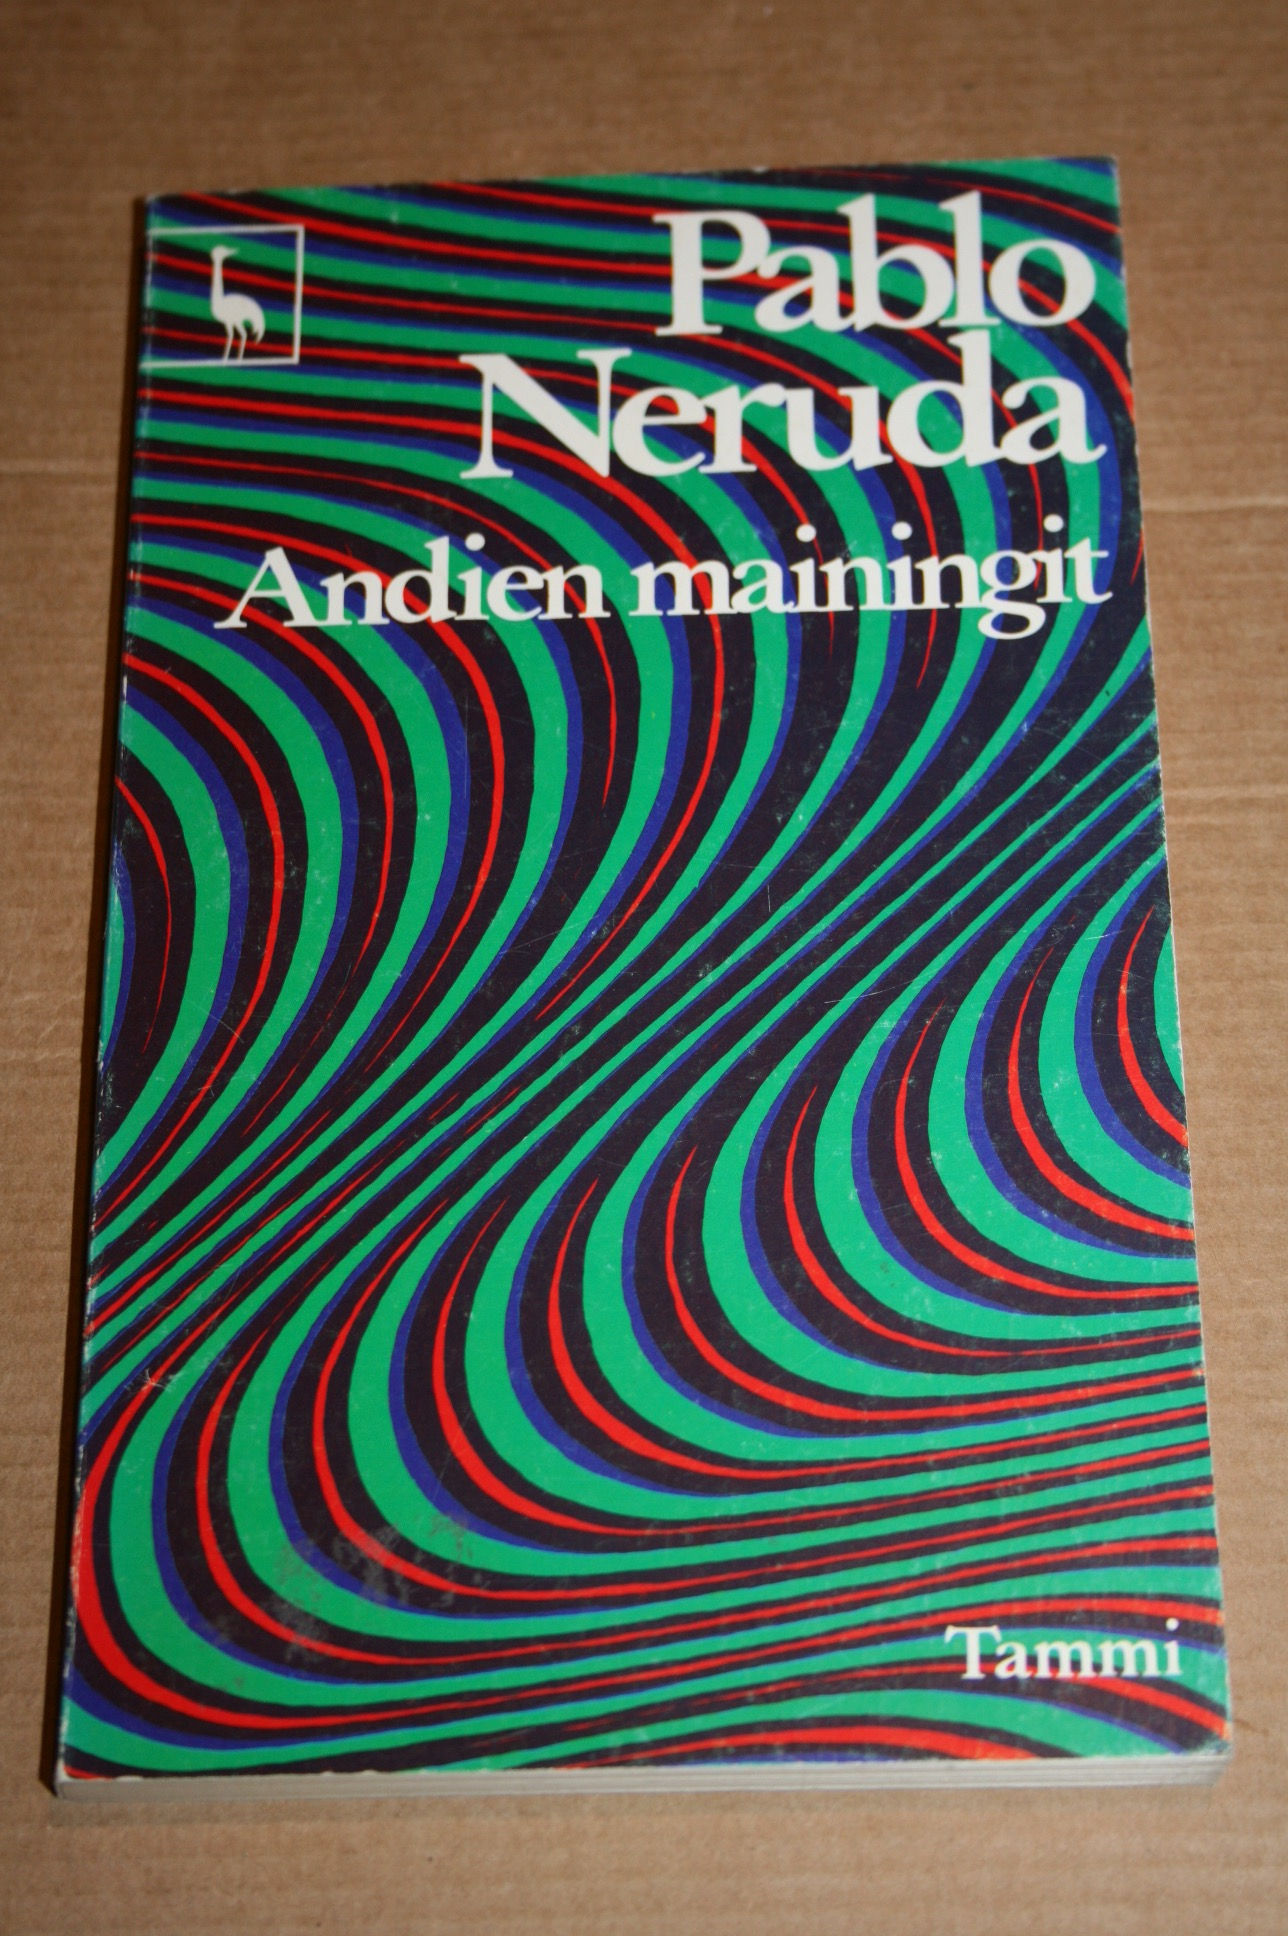 Pablo
Neruda
Andien mainingit
Tammi